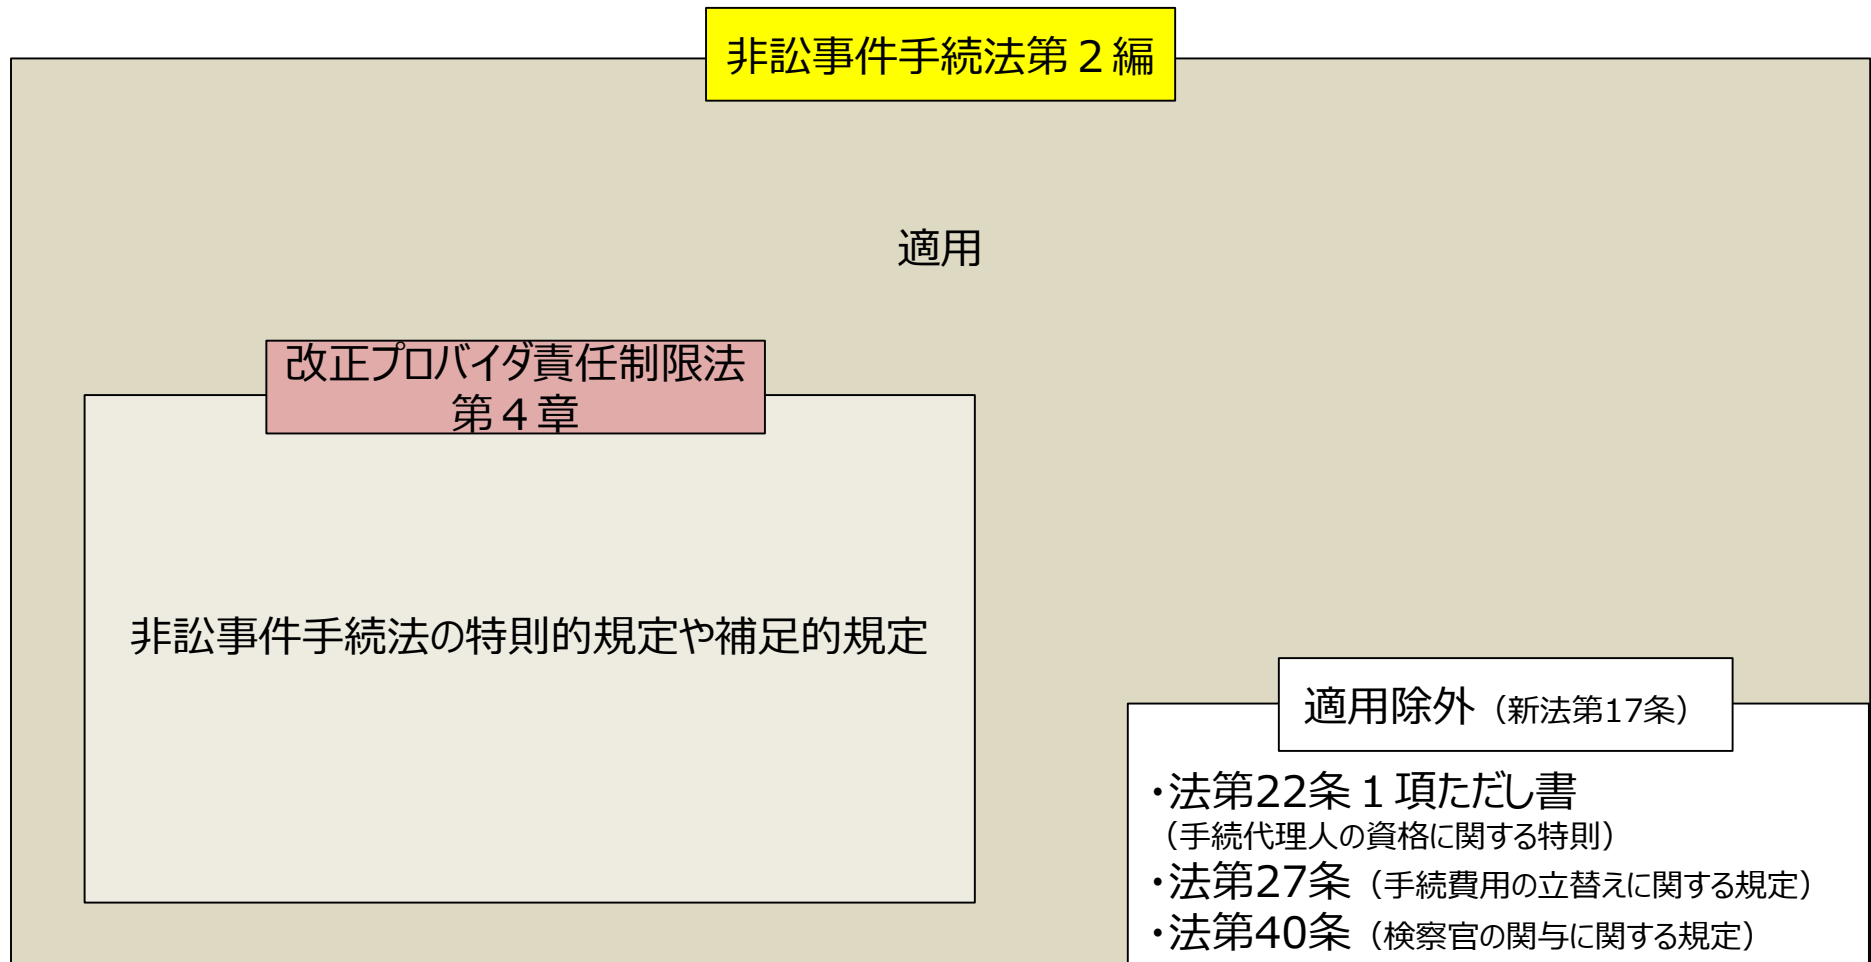 非訟事件手続法第２編
適用
改正プロバイダ責任制限法
第４章
非訟事件手続法の特則的規定や補足的規定
適用除外（新法第17条）
・法第22条１項ただし書
（手続代理人の資格に関する特則）
・法第27条（手続費用の立替えに関する規定）
・法第40条（検察官の関与に関する規定）